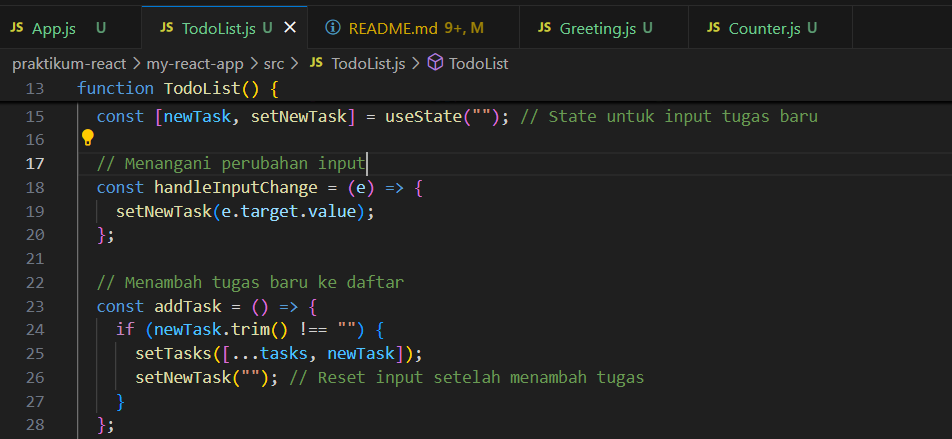 JS App.js U JS TodoList.js U × ⓘ README.md 9+, M JS Greeting.js U JS Counter.js U
praktikum-react > my-react-app > src > JS TodoList.js > TodoList
13 function TodoList() {
15 const [newTask, setNewTask] = useState(""); // State untuk input tugas baru
16
17 // Menangani perubahan input
18 const handleInputChange = (e) => {
19 setNewTask(e.target.value);
20 };
21
22 // Menambah tugas baru ke daftar
23 const addTask = () => {
24 if (newTask.trim() !== "") {
25 setTasks([...tasks, newTask]);
26 setNewTask(""); // Reset input setelah menambah tugas
27 }
28 };